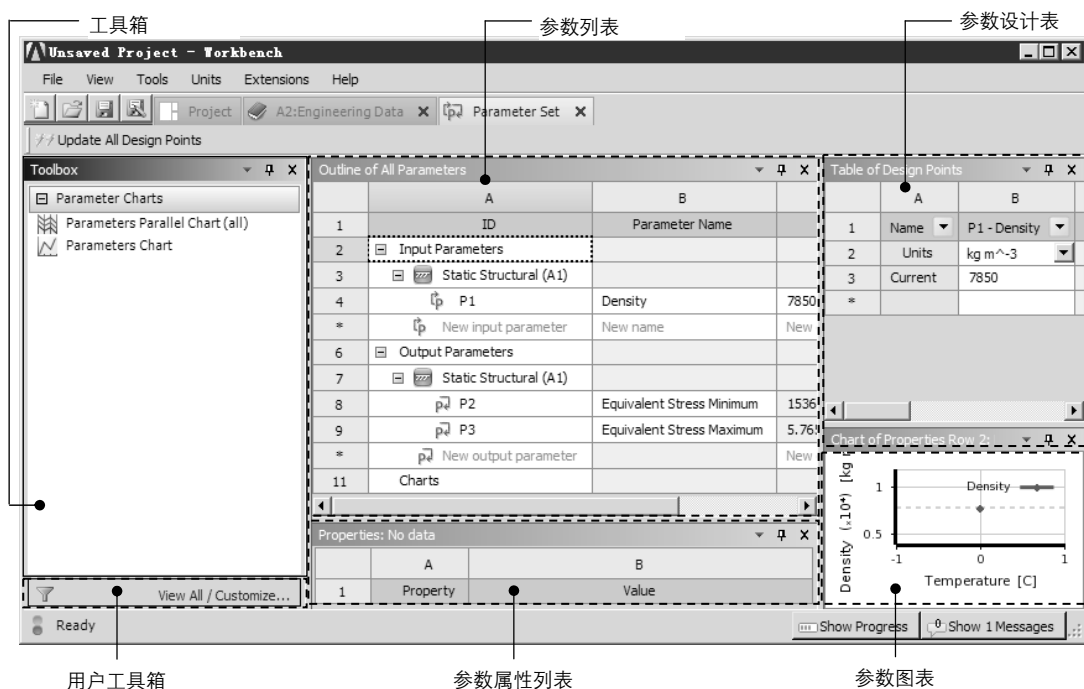 工具箱
参数列表
参数设计表
Unsaved Project - Workbench
File View Tools Units Extensions Help
Project A2:Engineering Data Parameter Set
Update All Design Points
Toolbox
Parameter Charts
Parameters Parallel Chart (all)
Parameters Chart
View All / Customize...
Outline of All Parameters
A B
1 ID Parameter Name
2 Input Parameters
3 Static Structural (A1)
4 P1 Density 7850
* New input parameter New name New
6 Output Parameters
7 Static Structural (A1)
8 P2 Equivalent Stress Minimum 1536
9 P3 Equivalent Stress Maximum 5.765
* New output parameter New
11 Charts
Properties: No data
A B
1 Property Value
Table of Design Points
A B
1 Name P1 - Density
2 Units kg m^-3
3 Current 7850
*
Chart of Properties Row 2:
Density (x10⁴) [kg
1
0.5
Density
-1 0 1
Temperature [C]
Ready
Show Progress 0 Show 1 Messages
用户工具箱
参数属性列表
参数图表